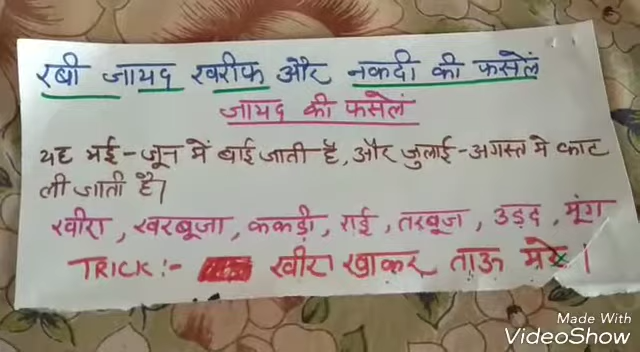 रबी जायद खरीफ और नकदी की फसलें
जायद की फसलें
यह मई-जून में बाई जाती है, और जुलाई-अगस्त मे काट
ली जाती है।
खीरा, खरबूजा, ककड़ी, राई, तरबूज, उड़द, मूंग
TRICK:- खीरा खाकर ताऊ मरे।
Made With
VideoShow